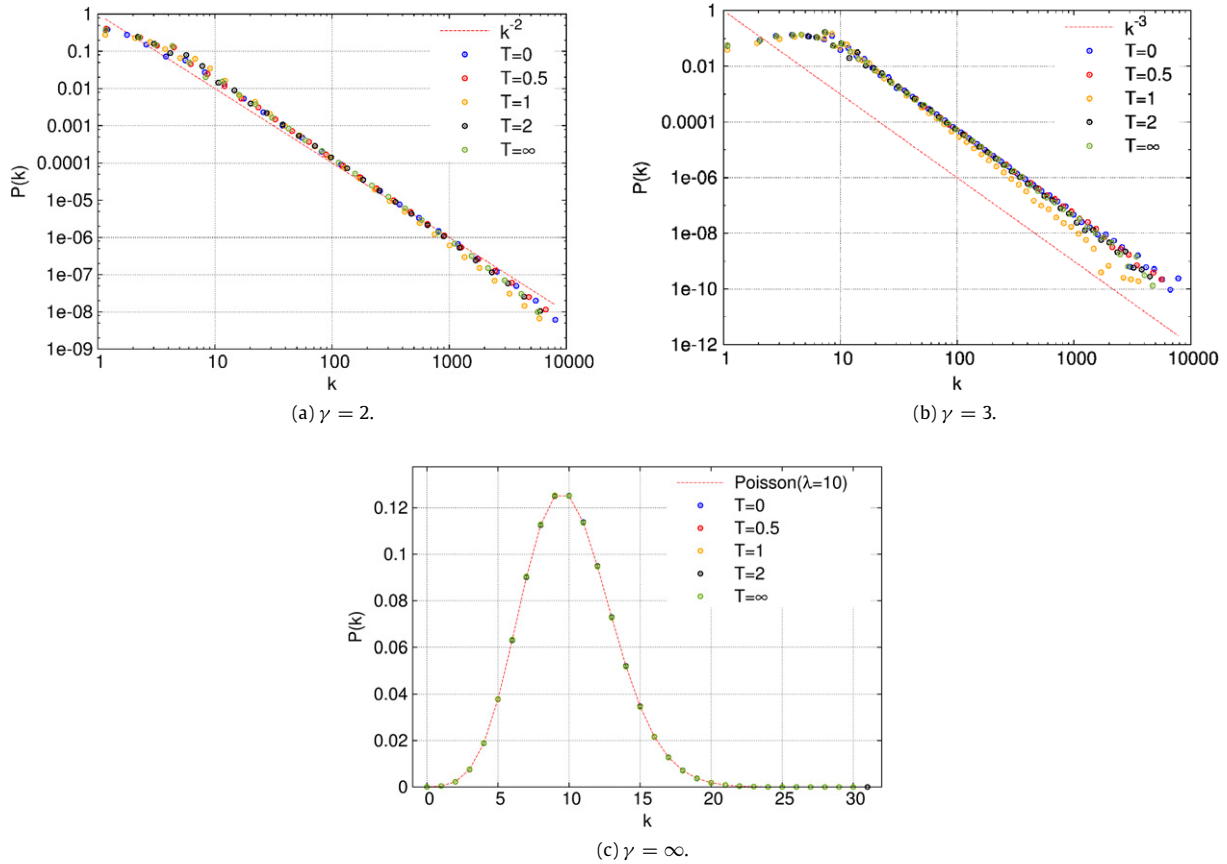 1
0.1
0.01
0.001
0.0001
1e-05
1e-06
1e-07
1e-08
1e-09
P(k)
1 10 100 1000 10000
k
k⁻²
T=0
T=0.5
T=1
T=2
T=∞
(a) γ = 2.
1
0.01
0.0001
1e-06
1e-08
1e-10
1e-12
P(k)
1 10 100 1000 10000
k
k⁻³
T=0
T=0.5
T=1
T=2
T=∞
(b) γ = 3.
0.12
0.1
0.08
0.06
0.04
0.02
0
P(k)
0 5 10 15 20 25 30
k
Poisson(λ=10)
T=0
T=0.5
T=1
T=2
T=∞
(c) γ = ∞.